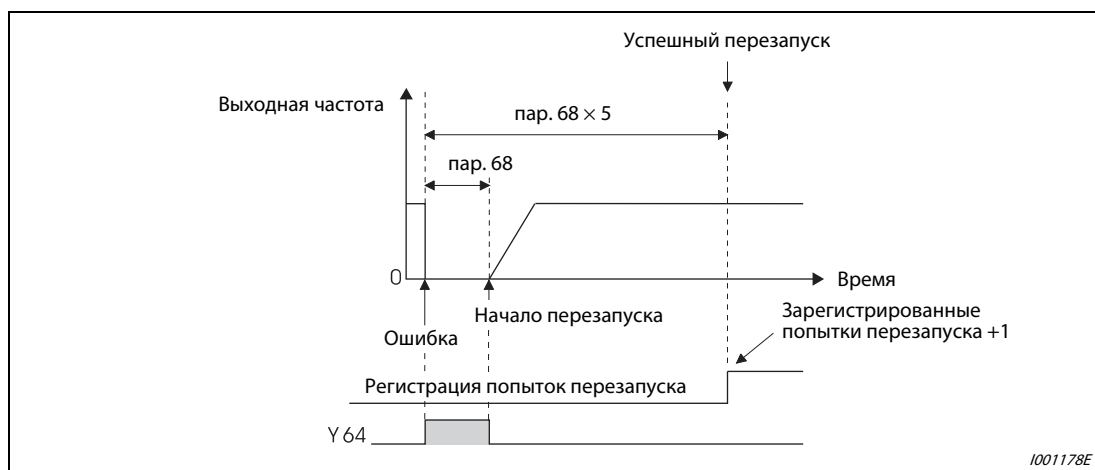 Успешный перезапуск
Выходная частота
пар. 68 × 5
пар. 68
0
Время
Начало перезапуска
Ошибка
Зарегистрированные
попытки перезапуска +1
Регистрация попыток перезапуска
Y 64
I001178E